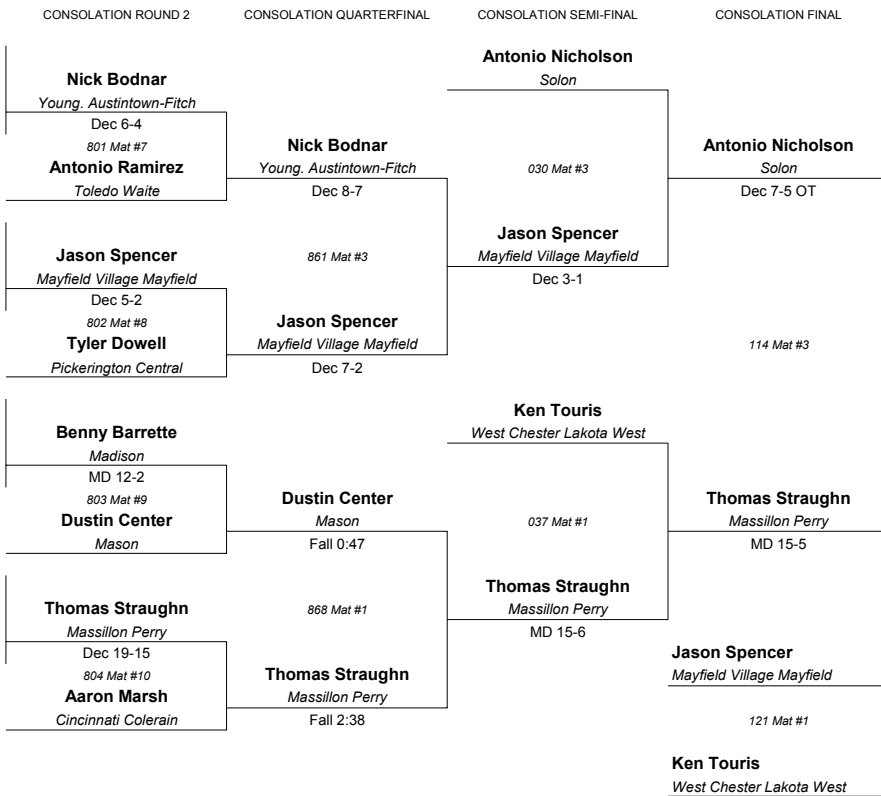 CONSOLATION ROUND 2
CONSOLATION QUARTERFINAL
CONSOLATION SEMI-FINAL
CONSOLATION FINAL
Nick Bodnar
Young. Austintown-Fitch
Dec 6-4
801 Mat #7
Antonio Ramirez
Toledo Waite
Jason Spencer
Mayfield Village Mayfield
Dec 5-2
802 Mat #8
Tyler Dowell
Pickerington Central
Benny Barrette
Madison
MD 12-2
803 Mat #9
Dustin Center
Mason
Thomas Straughn
Massillon Perry
Dec 19-15
804 Mat #10
Aaron Marsh
Cincinnati Colerain
Nick Bodnar
Young. Austintown-Fitch
Dec 8-7
861 Mat #3
Jason Spencer
Mayfield Village Mayfield
Dec 7-2
Dustin Center
Mason
Fall 0:47
868 Mat #1
Thomas Straughn
Massillon Perry
Fall 2:38
Antonio Nicholson
Solon
030 Mat #3
Jason Spencer
Mayfield Village Mayfield
Dec 3-1
Ken Touris
West Chester Lakota West
037 Mat #1
Thomas Straughn
Massillon Perry
MD 15-6
Antonio Nicholson
Solon
Dec 7-5 OT
114 Mat #3
Thomas Straughn
Massillon Perry
MD 15-5
Jason Spencer
Mayfield Village Mayfield
121 Mat #1
Ken Touris
West Chester Lakota West